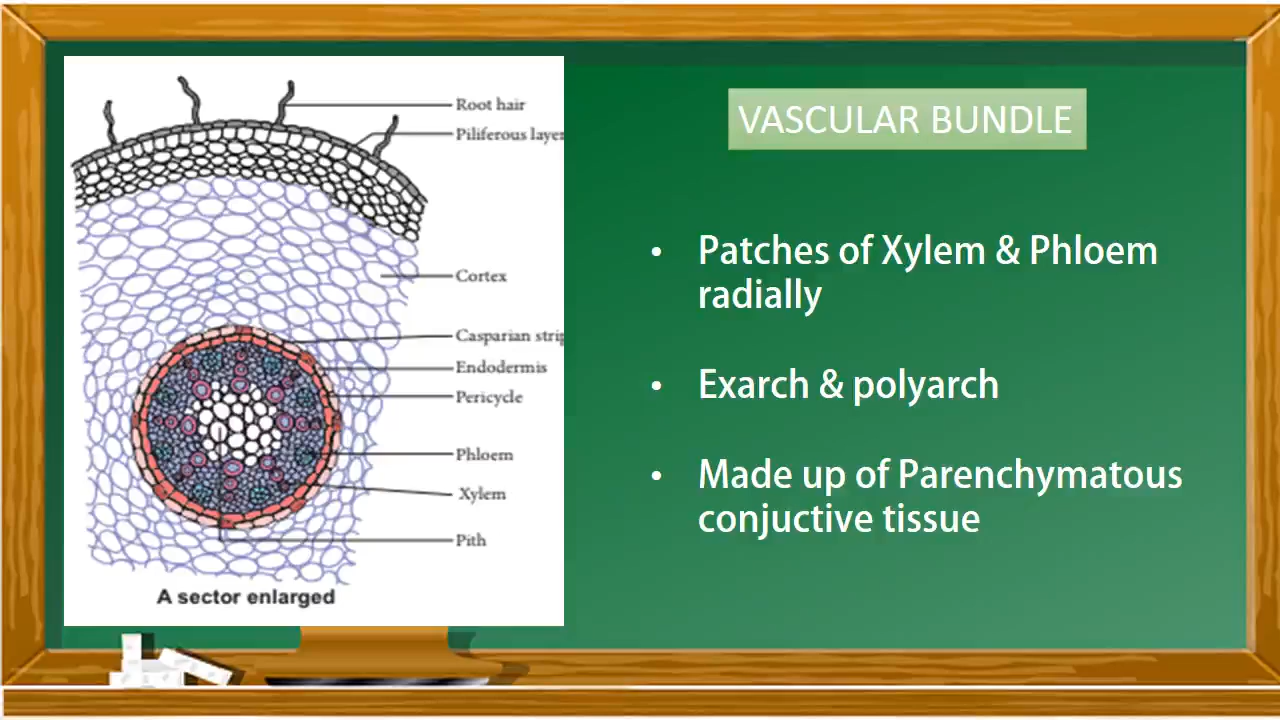 Root hair
Piliferous layer
Cortex
Casparian strip
Endodermis
Pericycle
Phloem
Xylem
Pith
A sector enlarged
VASCULAR BUNDLE
• Patches of Xylem & Phloem
radially
• Exarch & polyarch
• Made up of Parenchymatous
conjuctive tissue